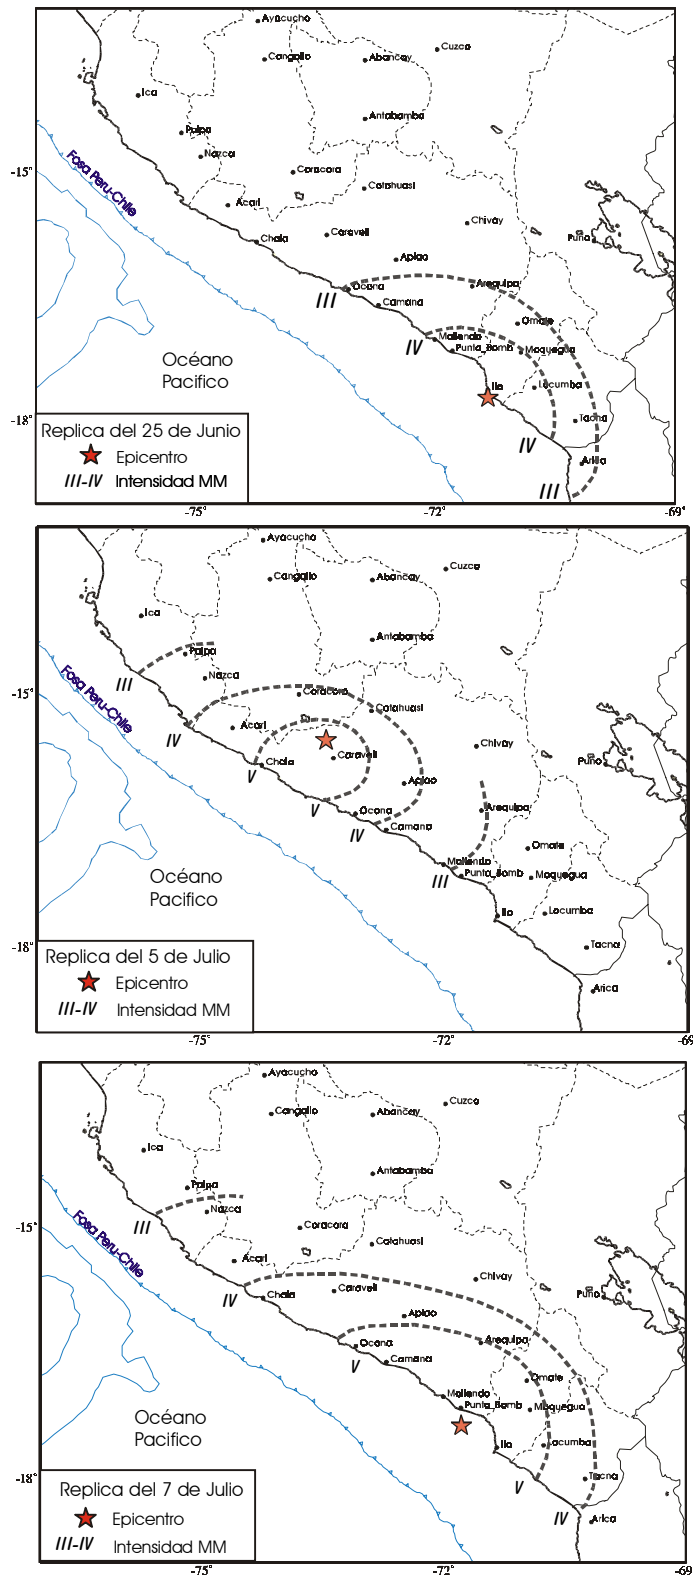 Ayacucho
Cuzco
Cangallo
Abancay
Ica
Antabamba
Palpa
Nazca
Coracora
Cotahuasi
Acari
Chivay
Chala
Caraveli
Puno
Aplao
Ocona
Arequipa
Camana
Omate
Mollendo
Punta_Bomb
Moquegua
Ilo
Locumba
Tacna
Arica
Fosa Peru-Chile
Océano
Pacifico
III
IV
IV
III
-15°
-18°
Replica del 25 de Junio
Epicentro
III-IV Intensidad MM
-75° -72° -69°
Ayacucho
Cuzco
Cangallo
Abancay
Ica
Antabamba
Palpa
Nazca
Coracora
Cotahuasi
Acari
Chivay
Chala
Caraveli
Puno
Aplao
Ocona
Arequipa
Camana
Omate
Mollendo
Punta_Bomb
Moquegua
Ilo
Locumba
Tacna
Arica
Fosa Peru-Chile
Océano
Pacifico
III
IV
V
V
IV
III
-15°
-18°
Replica del 5 de Julio
Epicentro
III-IV Intensidad MM
-75° -72° -69
Ayacucho
Cuzco
Cangallo
Abancay
Ica
Antabamba
Palpa
Nazca
Coracora
Cotahuasi
Acari
Chivay
Chala
Caraveli
Puno
Aplao
Ocona
Arequipa
Camana
Omate
Mollendo
Punta_Bomb
Moquegua
Ilo
Locumba
Tacna
Arica
Fosa Peru-Chile
Océano
Pacifico
III
IV
V
V
IV
-15°
-18°
Replica del 7 de Julio
Epicentro
III-IV Intensidad MM
-75° -72° -69°